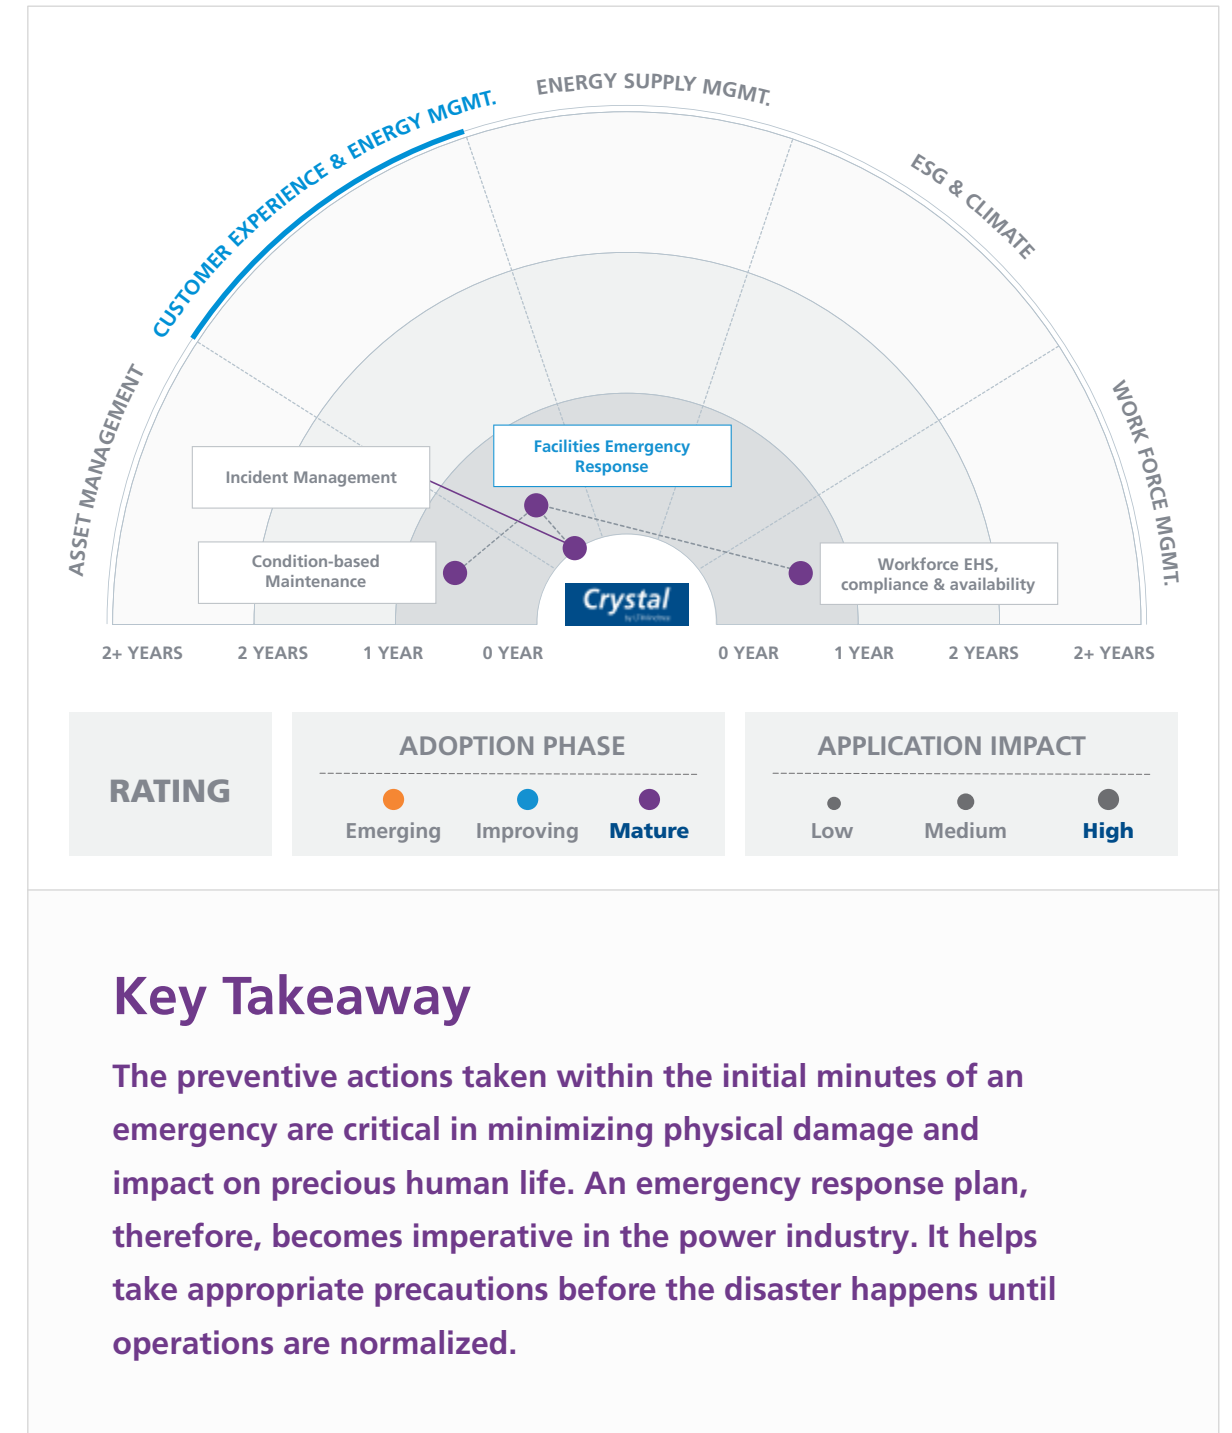 ENERGY SUPPLY MGMT.
CUSTOMER EXPERIENCE & ENERGY MGMT.
ESG & CLIMATE
ASSET MANAGEMENT
WORK FORCE MGMT.
Facilities Emergency
Response
Incident Management
Condition-based
Maintenance
Workforce EHS,
compliance & availability
Crystal
2+ YEARS 2 YEARS 1 YEAR 0 YEAR 0 YEAR 1 YEAR 2 YEARS 2+ YEARS
RATING
ADOPTION PHASE
Emerging Improving Mature
APPLICATION IMPACT
Low Medium High
Key Takeaway
The preventive actions taken within the initial minutes of an
emergency are critical in minimizing physical damage and
impact on precious human life. An emergency response plan,
therefore, becomes imperative in the power industry. It helps
take appropriate precautions before the disaster happens until
operations are normalized.